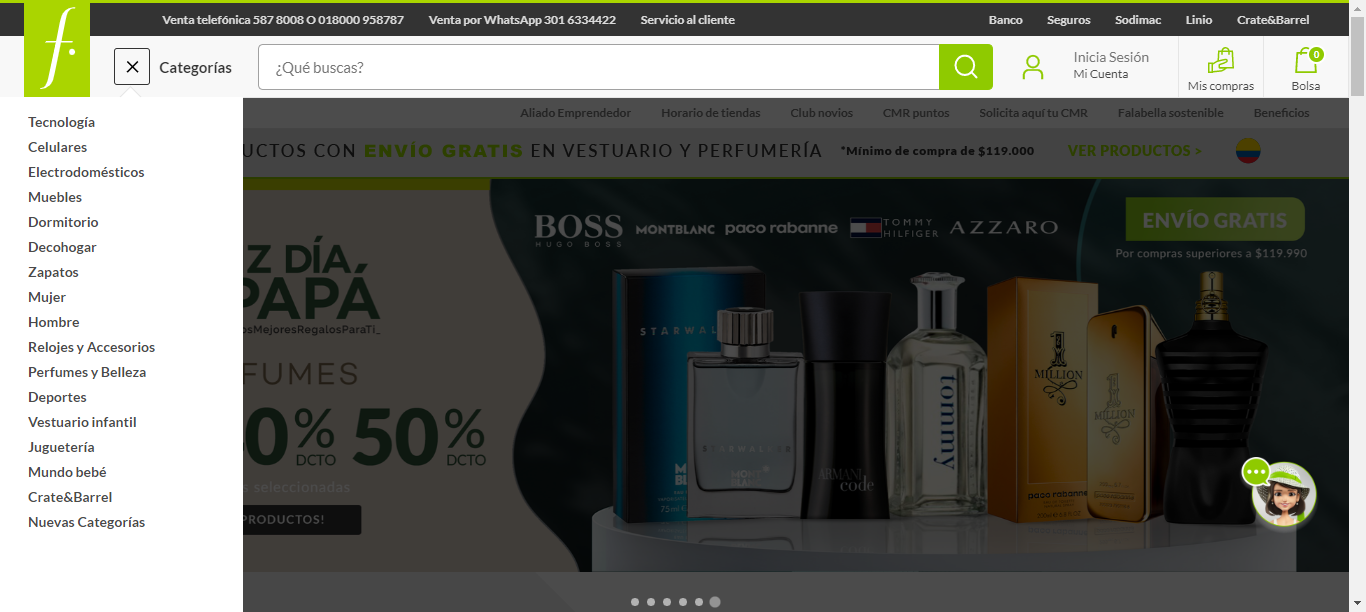 Venta telefónica 587 8008 O 018000 958787 Venta por WhatsApp 301 6334422 Servicio al cliente Banco Seguros Sodimac Linio Crate&Barrel
f.
Categorías ¿Qué buscas? Inicia Sesión
Mi Cuenta
Mis compras
0
Bolsa
Aliado Emprendedor Horario de tiendas Club novios CMR puntos Solicita aquí tu CMR Falabella sostenible Beneficios
UCTOS CON ENVÍO GRATIS EN VESTUARIO Y PERFUMERÍA *Mínimo de compra de $119.000 VER PRODUCTOS >
Tecnología
Celulares
Electrodomésticos
Muebles
Dormitorio
Decohogar
Zapatos
Mujer
Hombre
Relojes y Accesorios
Perfumes y Belleza
Deportes
Vestuario infantil
Juguetería
Mundo bebé
Crate&Barrel
Nuevas Categorías
Z DÍA
PAPÁ
osMejoresRegalosParaTi_
FUMES
0% DCTO 50% DCTO
s seleccionadas
PRODUCTOS!
BOSS
HUGO BOSS
MONTBLANC
paco rabanne
TOMMY
HILFIGER
AZZARO
ENVÍO GRATIS
Por compras superiores a $119.990
STARWAL
STARWALKER
MONT
BLANC
ARMANI
code
tommy
1
MILLION
paco rabanne
1
MILLION